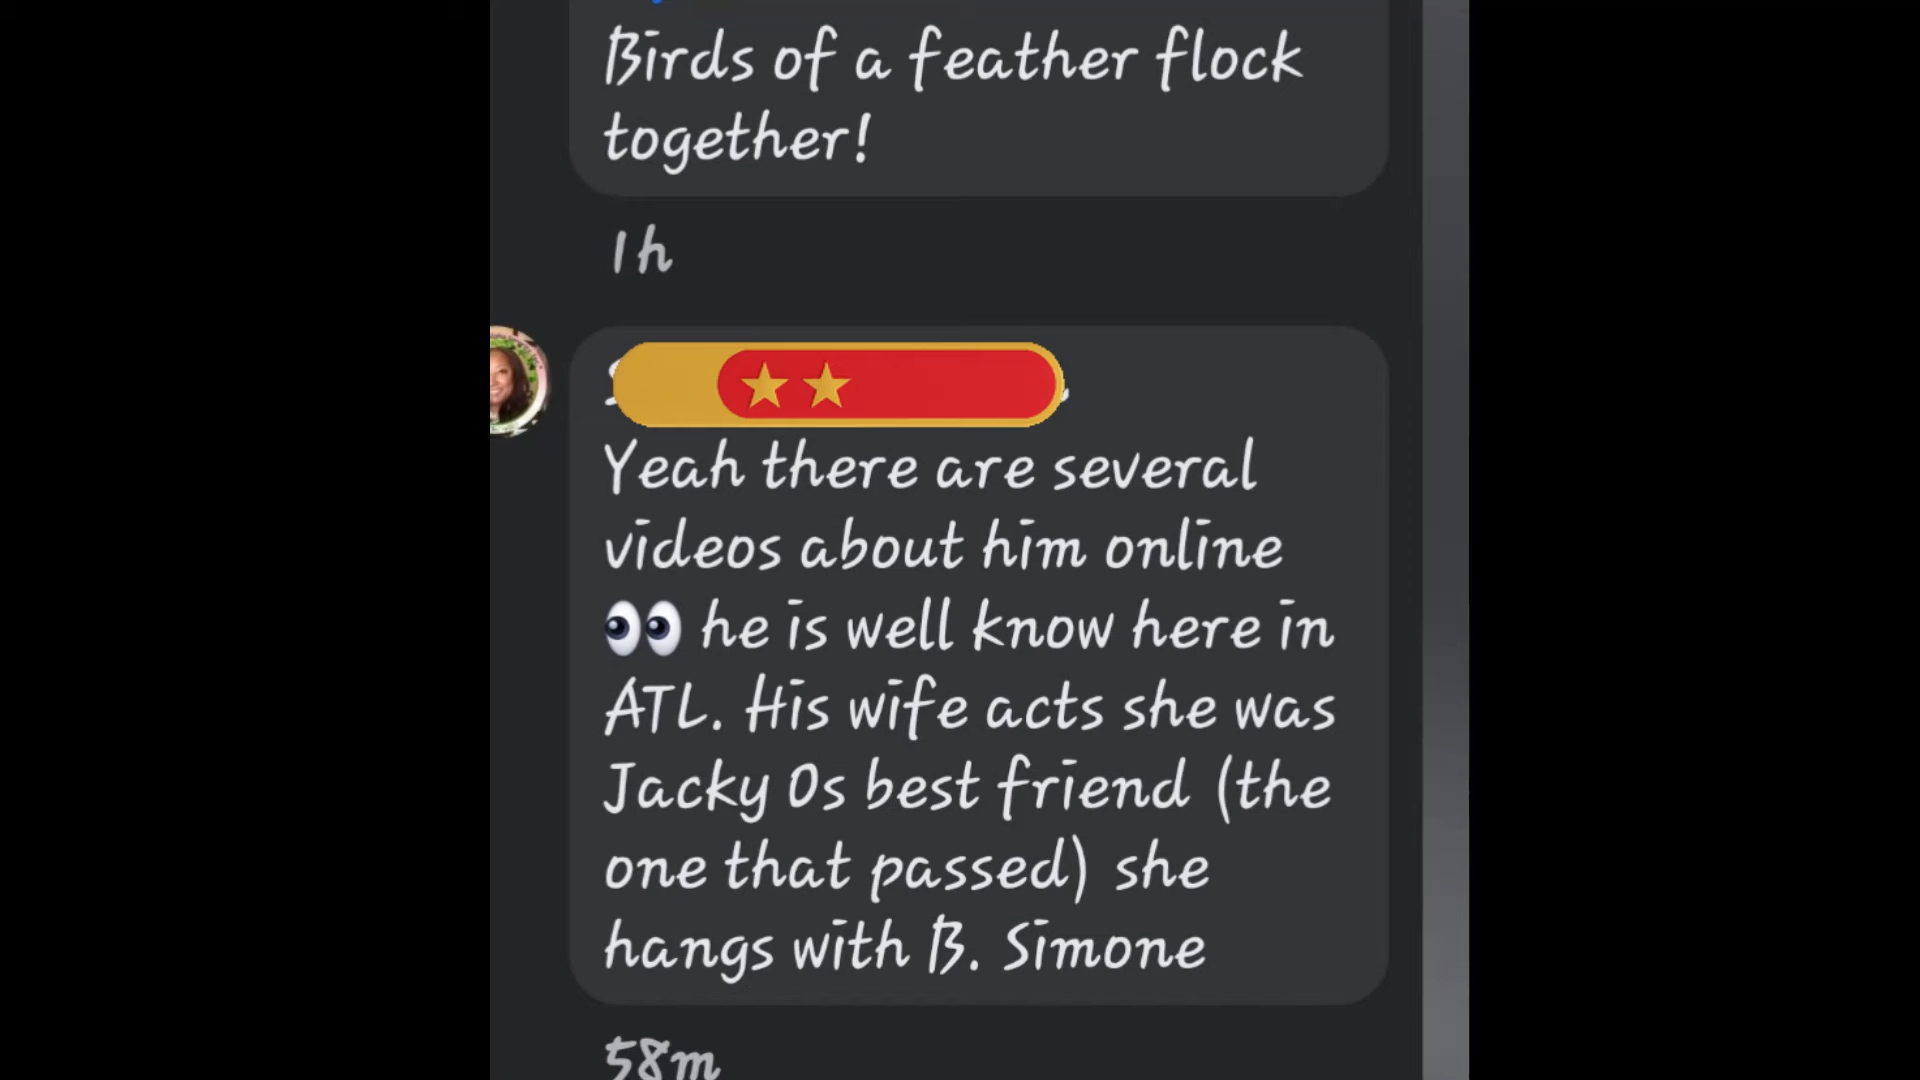 Birds of a feather flock
together!
1h
Yeah there are several
videos about him online
👀 he is well know here in
ATL. His wife acts she was
Jacky Os best friend (the
one that passed) she
hangs with B. Simone
58m